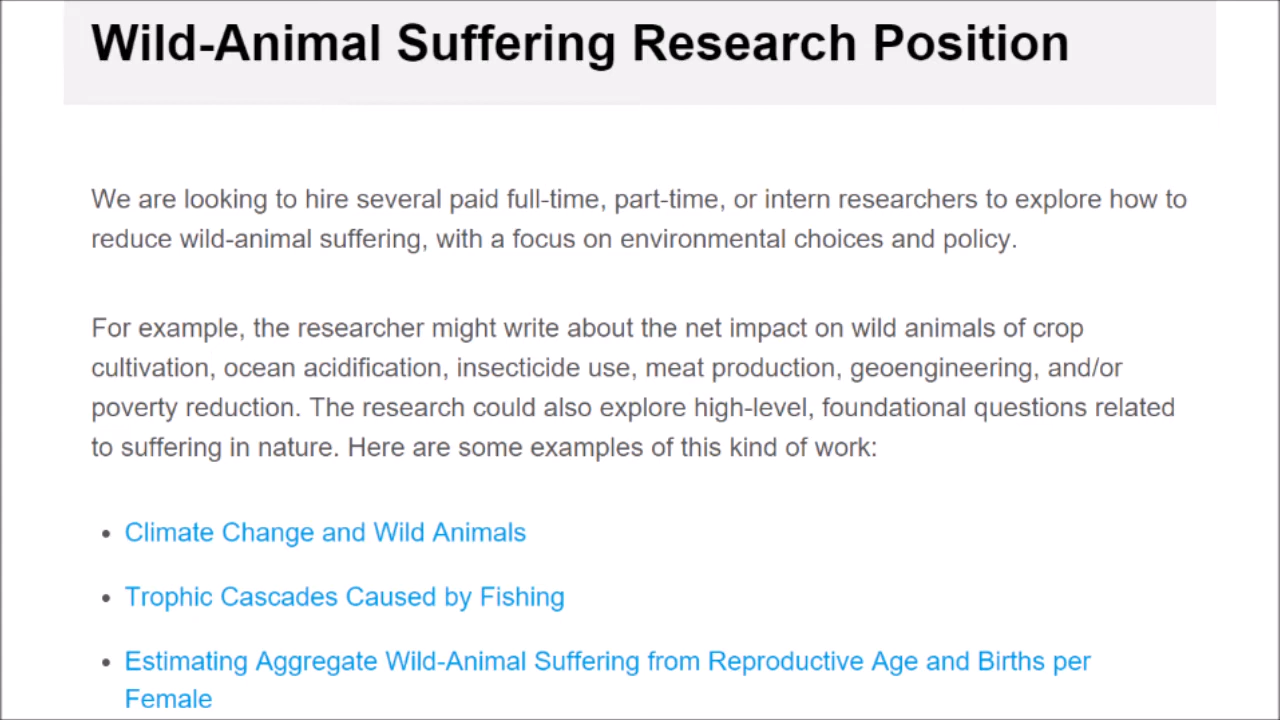 Wild-Animal Suffering Research Position
We are looking to hire several paid full-time, part-time, or intern researchers to explore how to
reduce wild-animal suffering, with a focus on environmental choices and policy.
For example, the researcher might write about the net impact on wild animals of crop
cultivation, ocean acidification, insecticide use, meat production, geoengineering, and/or
poverty reduction. The research could also explore high-level, foundational questions related
to suffering in nature. Here are some examples of this kind of work:
• Climate Change and Wild Animals
• Trophic Cascades Caused by Fishing
• Estimating Aggregate Wild-Animal Suffering from Reproductive Age and Births per
Female